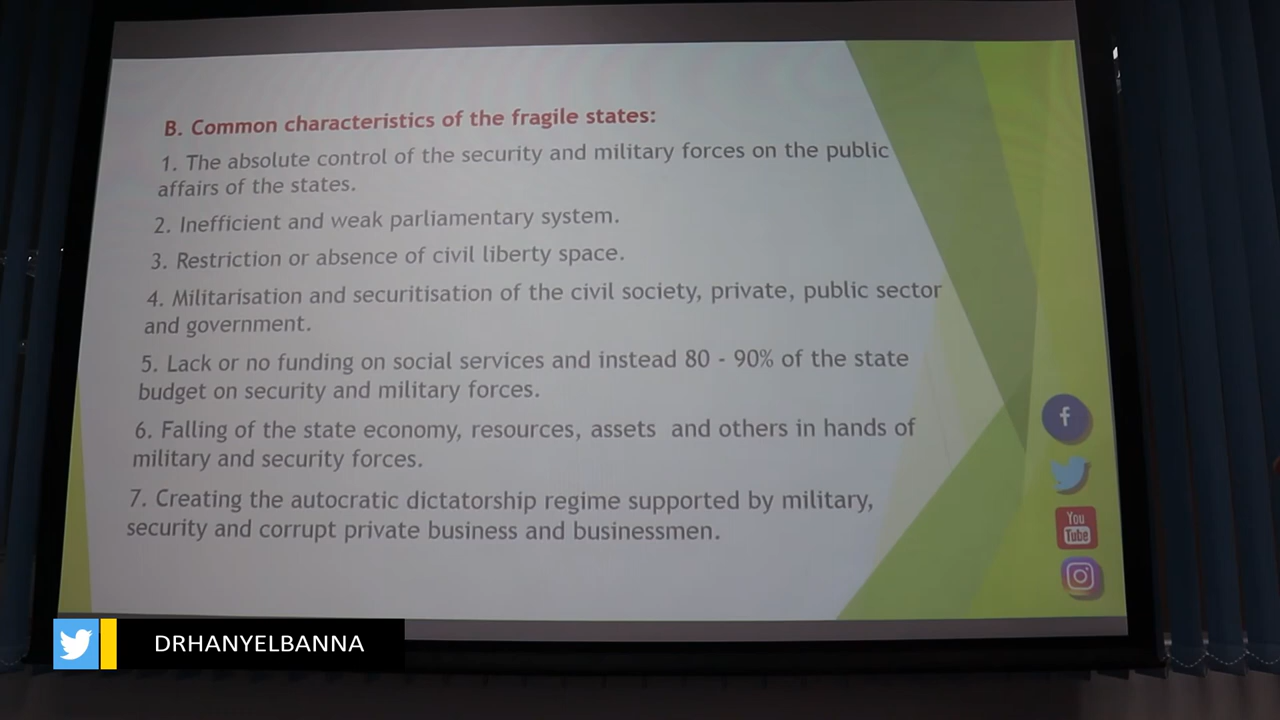 B. Common characteristics of the fragile states:
1. The absolute control of the security and military forces on the public
affairs of the states.
2. Inefficient and weak parliamentary system.
3. Restriction or absence of civil liberty space.
4. Militarisation and securitisation of the civil society, private, public sector
and government.
5. Lack or no funding on social services and instead 80 - 90% of the state
budget on security and military forces.
6. Falling of the state economy, resources, assets and others in hands of
military and security forces.
7. Creating the autocratic dictatorship regime supported by military,
security and corrupt private business and businessmen.
f
You
Tube
DRHANYELBANNA